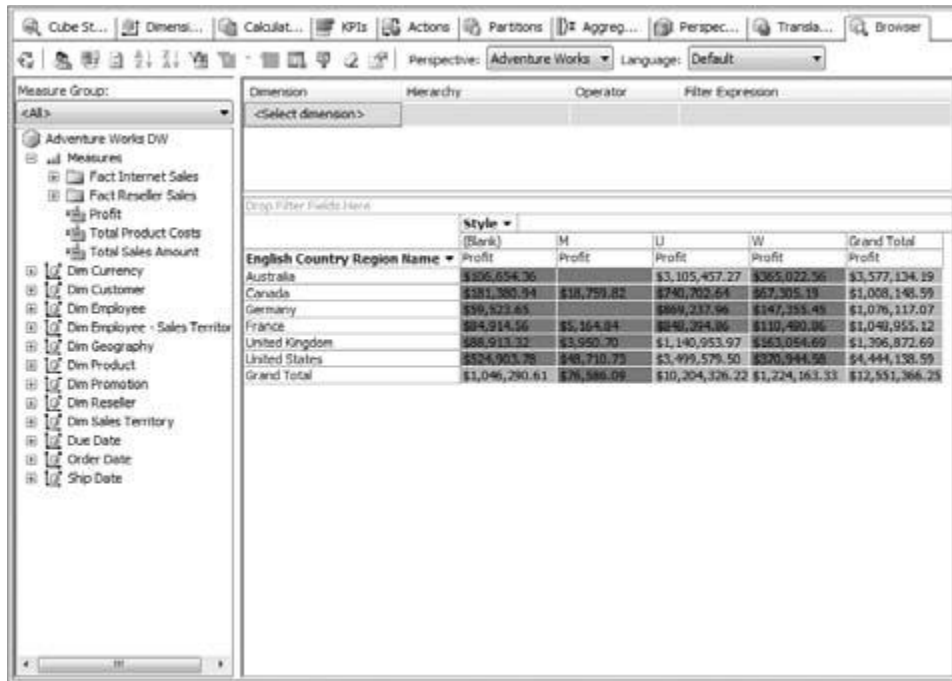 Cube St... Dimensi... Calculat... KPIs Actions Partitions Aggreg... Perspec... Transla... Browser
Perspective: Adventure Works Language: Default
Measure Group:
<All>
Adventure Works DW
Measures
Fact Internet Sales
Fact Reseller Sales
Profit
Total Product Costs
Total Sales Amount
Dim Currency
Dim Customer
Dim Employee
Dim Employee - Sales Territor
Dim Geography
Dim Product
Dim Promotion
Dim Reseller
Dim Sales Territory
Due Date
Order Date
Ship Date
Dimension Hierarchy Operator Filter Expression
<Select dimension>
Drop Filter Fields Here
Style
(Blank) M U W Grand Total
English Country Region Name Profit Profit Profit Profit Profit
Australia $106,654.36 $3,105,457.27 $365,022.56 $3,577,134.19
Canada $181,380.94 $18,759.82 $740,702.64 $67,305.19 $1,008,148.59
Germany $59,523.65 $869,237.96 $147,355.45 $1,076,117.07
France $84,914.56 $5,164.84 $848,394.86 $110,480.86 $1,048,955.12
United Kingdom $88,913.32 $3,950.70 $1,140,953.97 $163,054.69 $1,396,872.69
United States $524,903.78 $48,710.73 $3,499,579.50 $370,944.58 $4,444,138.59
Grand Total $1,046,290.61 $76,586.09 $10,204,326.22 $1,224,163.33 $12,551,366.25